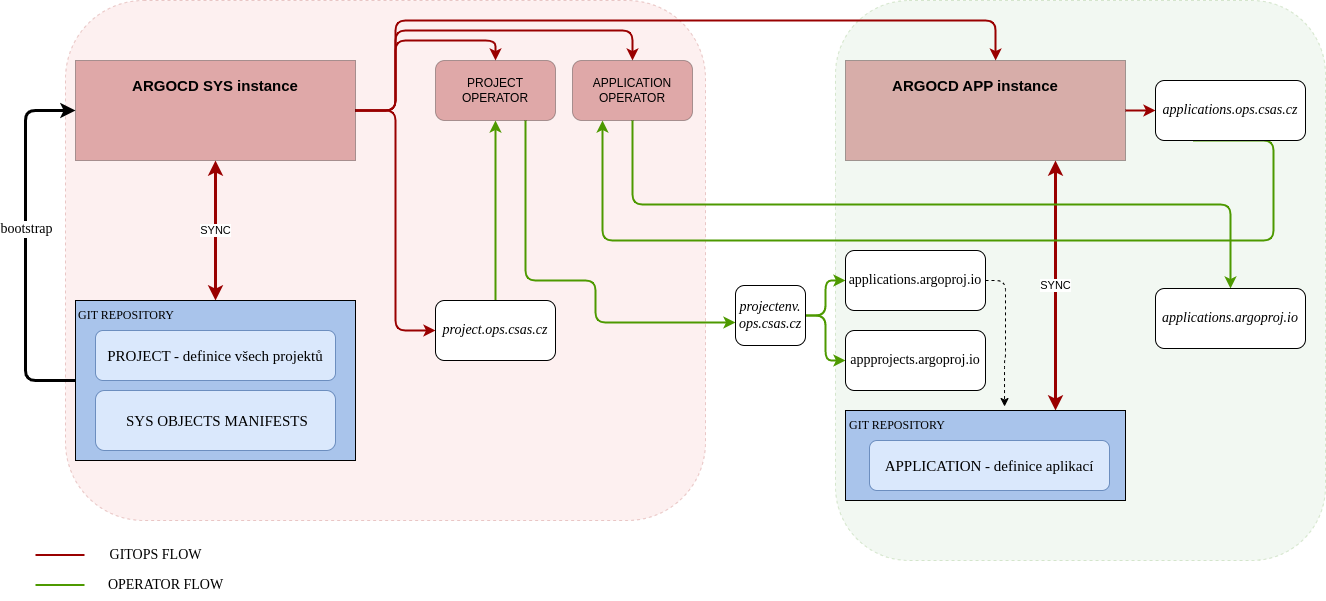 ARGOCD SYS instance
PROJECT
OPERATOR
APPLICATION
OPERATOR
ARGOCD APP instance
applications.ops.csas.cz
bootstrap
SYNC
SYNC
GIT REPOSITORY
PROJECT - definice všech projektů
SYS OBJECTS MANIFESTS
project.ops.csas.cz
projectenv.
ops.csas.cz
applications.argoproj.io
appprojects.argoproj.io
applications.argoproj.io
GIT REPOSITORY
APPLICATION - definice aplikací
GITOPS FLOW
OPERATOR FLOW